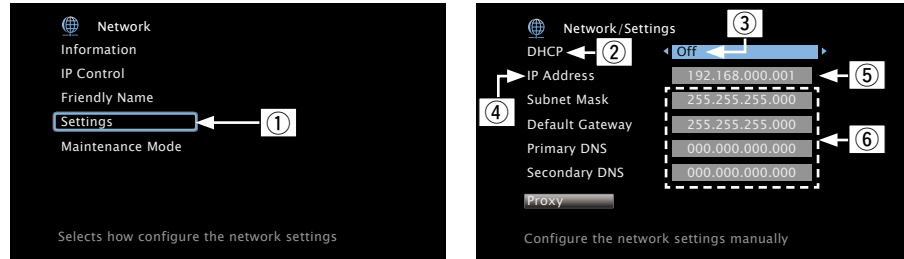 Network
Information
IP Control
Friendly Name
Settings
①
Maintenance Mode
Selects how configure the network settings
Network/Settings
③
DHCP ② Off
④ IP Address 192.168.000.001 ⑤
Subnet Mask 255.255.255.000
Default Gateway 255.255.255.000
⑥
Primary DNS 000.000.000.000
Secondary DNS 000.000.000.000
Proxy
Configure the network settings manually